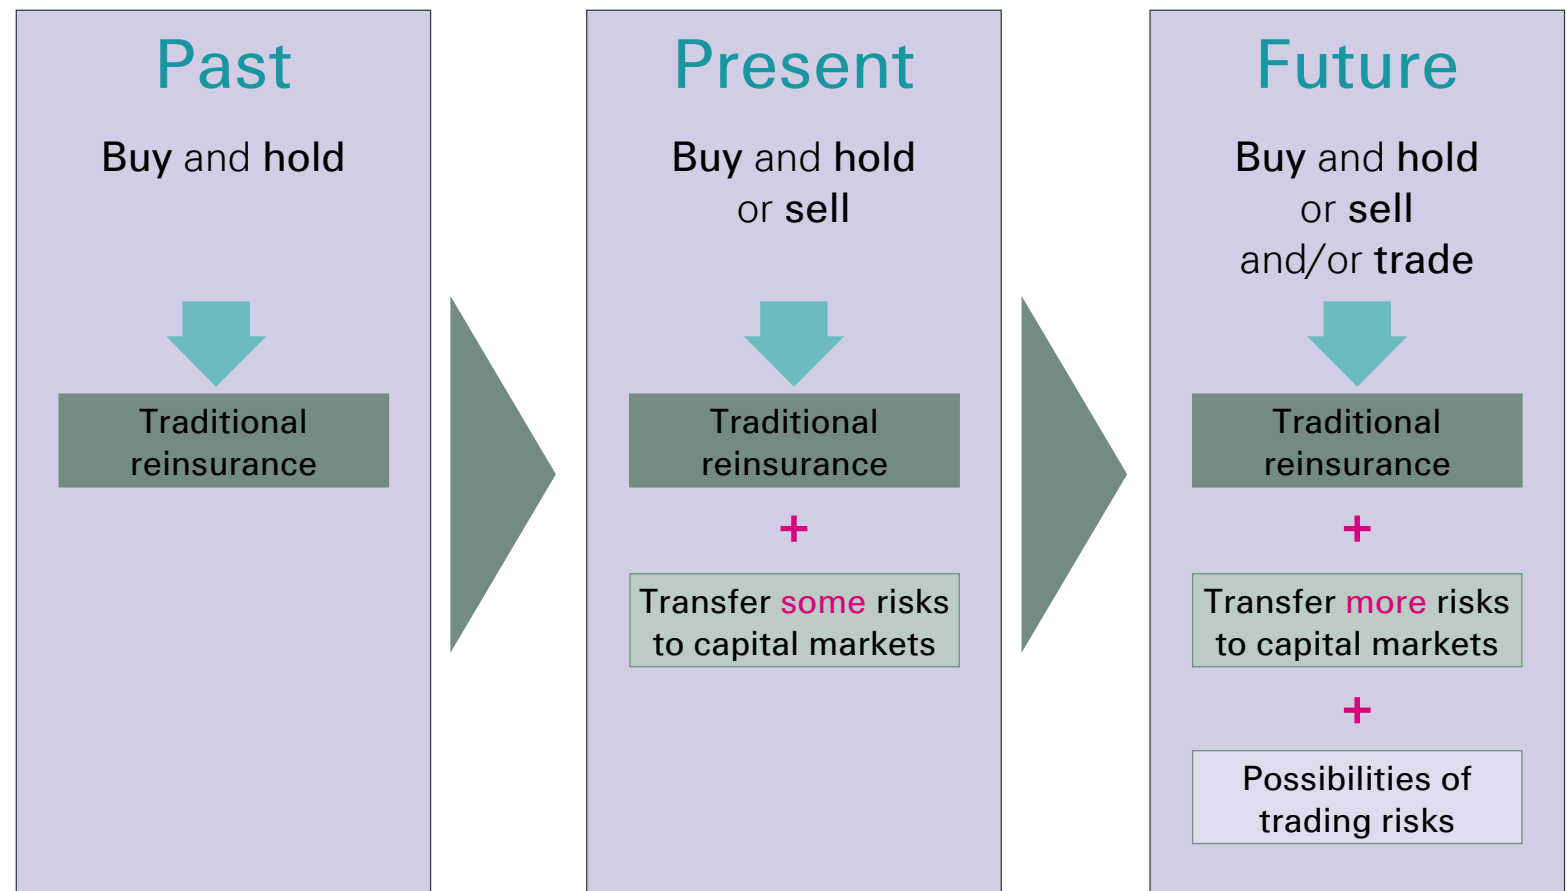 Past
Buy and hold
Traditional
reinsurance
Present
Buy and hold
or sell
Traditional
reinsurance
+
Transfer some risks
to capital markets
Future
Buy and hold
or sell
and/or trade
Traditional
reinsurance
+
Transfer more risks
to capital markets
+
Possibilities of
trading risks